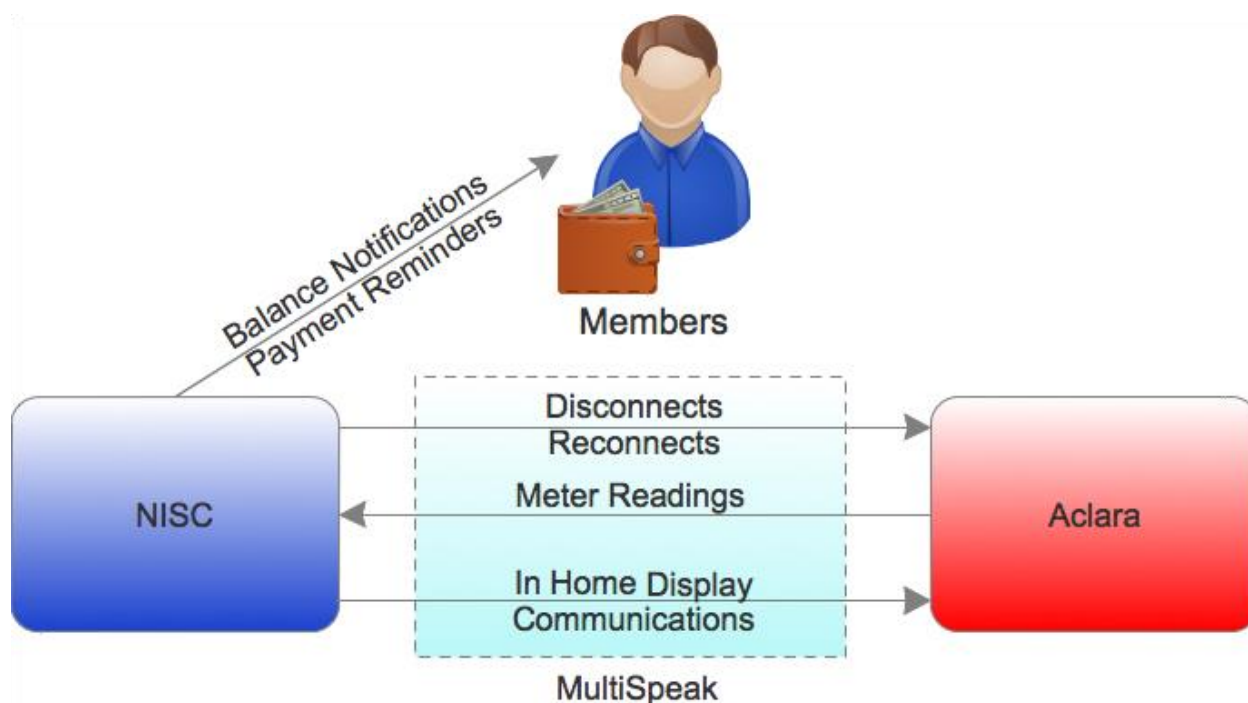 Balance Notifications
Payment Reminders
Members
Disconnects
Reconnects
NISC
Meter Readings
Aclara
In Home Display
Communications
MultiSpeak